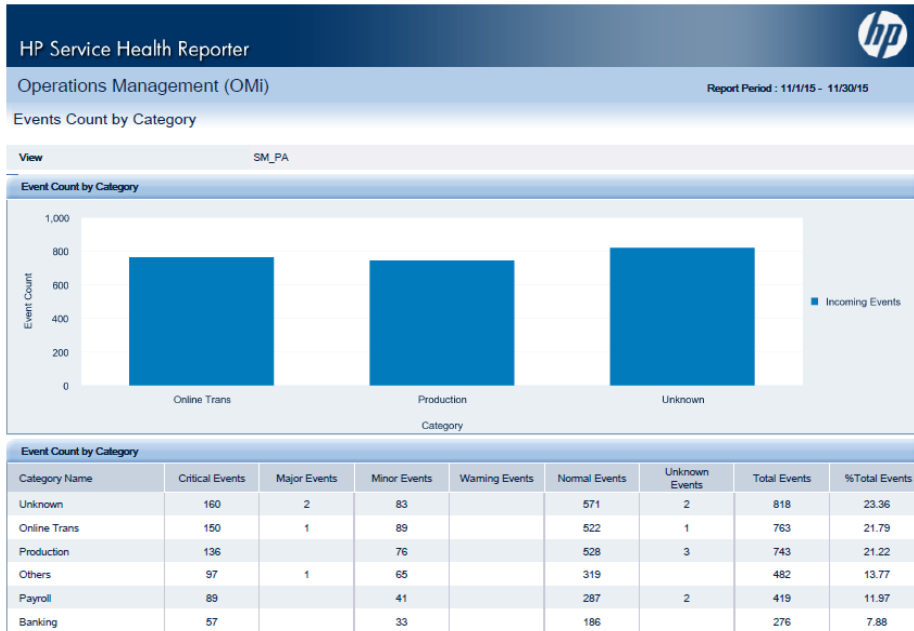 HP Service Health Reporter
hp
Operations Management (OMi)
Report Period : 11/1/15 - 11/30/15
Events Count by Category
View SM_PA
Event Count by Category
1,000
800
600
400
200
0
Event Count
Online Trans Production Unknown
Category
Incoming Events
Event Count by Category
Category Name Critical Events Major Events Minor Events Warning Events Normal Events Unknown Events Total Events %Total Events
Unknown 160 2 83 571 2 818 23.36
Online Trans 150 1 89 522 1 763 21.79
Production 136 76 528 3 743 21.22
Others 97 1 65 319 482 13.77
Payroll 89 41 287 2 419 11.97
Banking 57 33 186 276 7.88